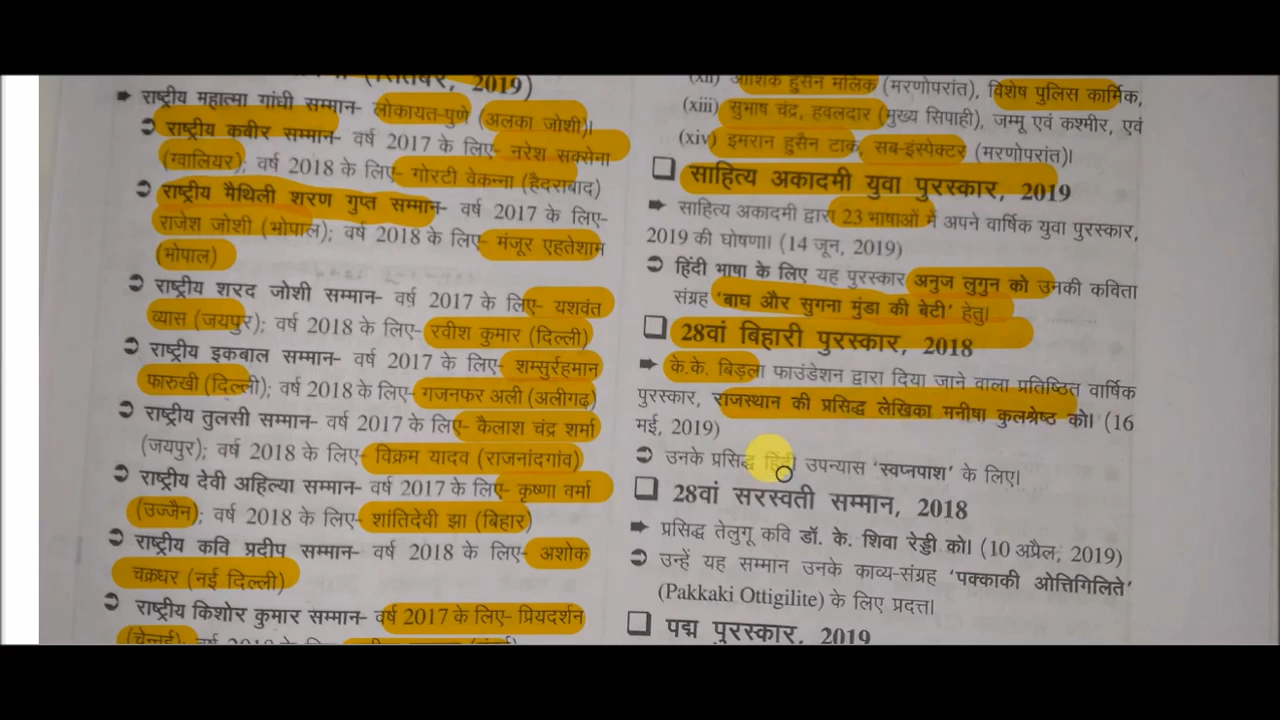 (सितंबर, 2019)
राष्ट्रीय महात्मा गांधी सम्मान- लोकायत-पुणे (अलका जोशी)।
राष्ट्रीय कबीर सम्मान- वर्ष 2017 के लिए- नरेश सक्सेना
(ग्वालियर); वर्ष 2018 के लिए- गोरटी वेकन्ना (हैदराबाद)
राष्ट्रीय मैथिली शरण गुप्त सम्मान- वर्ष 2017 के लिए-
राजेश जोशी (भोपाल); वर्ष 2018 के लिए- मंजूर एहतेशाम
(भोपाल)
राष्ट्रीय शरद जोशी सम्मान- वर्ष 2017 के लिए- यशवंत
व्यास (जयपुर); वर्ष 2018 के लिए- रवीश कुमार (दिल्ली)
राष्ट्रीय इकबाल सम्मान- वर्ष 2017 के लिए- शम्सुर्रहमान
फारुखी (दिल्ली); वर्ष 2018 के लिए- गजनफर अली (अलीगढ़)
राष्ट्रीय तुलसी सम्मान- वर्ष 2017 के लिए- कैलाश चंद्र शर्मा
(जयपुर); वर्ष 2018 के लिए- विक्रम यादव (राजनांदगांव)
राष्ट्रीय देवी अहिल्या सम्मान- वर्ष 2017 के लिए- कृष्णा वर्मा
(उज्जैन); वर्ष 2018 के लिए- शांतिदेवी झा (बिहार)
राष्ट्रीय कवि प्रदीप सम्मान- वर्ष 2018 के लिए- अशोक
चक्रधर (नई दिल्ली)
राष्ट्रीय किशोर कुमार सम्मान- वर्ष 2017 के लिए- प्रियदर्शन
(चेन्नई); वर्ष 2018 के लिए-
(xii) आशिक हुसैन मलिक (मरणोपरांत), विशेष पुलिस कार्मिक,
(xiii) सुभाष चंद्र, हवलदार (मुख्य सिपाही), जम्मू एवं कश्मीर, एवं
(xiv) इमरान हुसैन टाक, सब-इंस्पेक्टर (मरणोपरांत)।
साहित्य अकादमी युवा पुरस्कार, 2019
साहित्य अकादमी द्वारा 23 भाषाओं में अपने वार्षिक युवा पुरस्कार,
2019 की घोषणा। (14 जून, 2019)
हिंदी भाषा के लिए यह पुरस्कार अनुज लुगुन को उनकी कविता
संग्रह 'बाघ और सुगना मुंडा की बेटी' हेतु।
28वां बिहारी पुरस्कार, 2018
के.के. बिड़ला फाउंडेशन द्वारा दिया जाने वाला प्रतिष्ठित वार्षिक
पुरस्कार, राजस्थान की प्रसिद्ध लेखिका मनीषा कुलश्रेष्ठ को। (16
मई, 2019)
उनके प्रसिद्ध हिंदी उपन्यास 'स्वप्नपाश' के लिए।
28वां सरस्वती सम्मान, 2018
प्रसिद्ध तेलुगू कवि डॉ. के. शिवा रेड्डी को। (10 अप्रैल, 2019)
उन्हें यह सम्मान उनके काव्य-संग्रह 'पक्काकी ओत्तिगिलिते'
(Pakkaki Ottigilite) के लिए प्रदत्त।
पद्म पुरस्कार, 2019